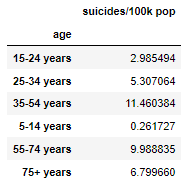 suicides/100k pop
age
15-24 years 2.985494
25-34 years 5.307064
35-54 years 11.460384
5-14 years 0.261727
55-74 years 9.988835
75+ years 6.799660